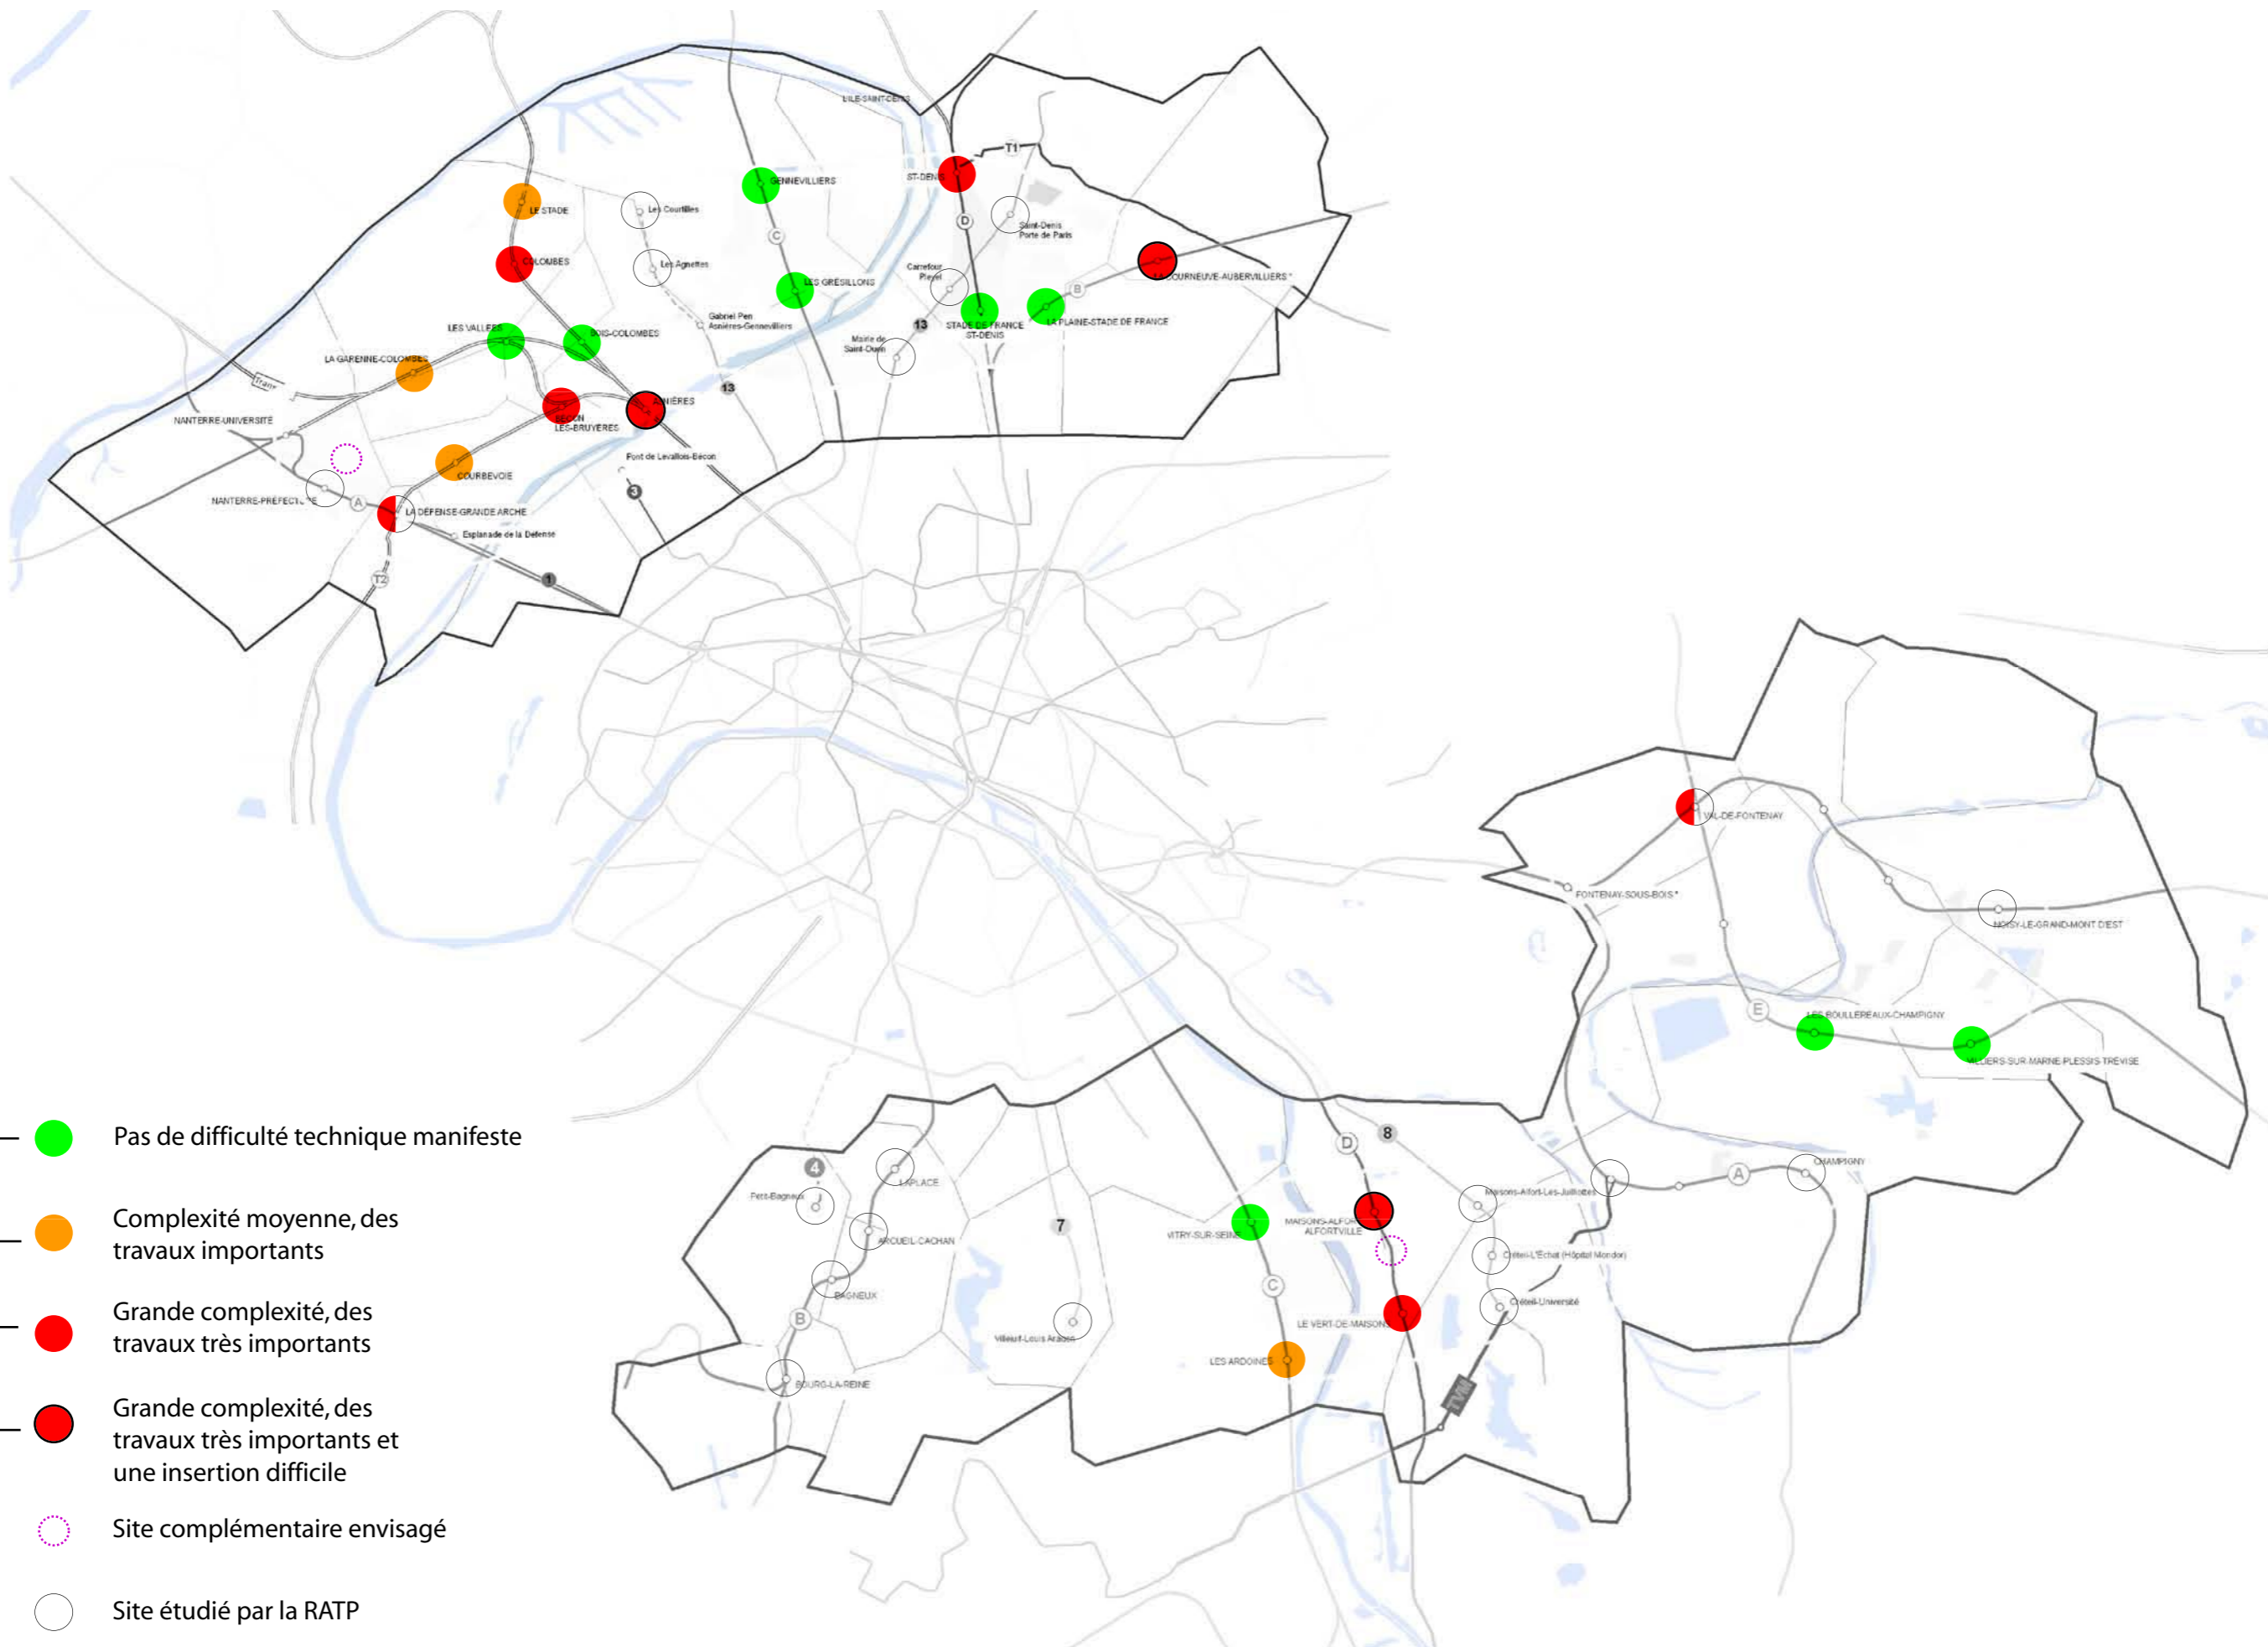 L'ILE-SAINT-DENIS
T1
GENNEVILLIERS
ST-DENIS
LE STADE
Les Courtilles
D
Saint-Denis
Porte de Paris
C
COLOMBES
Les Agnettes
Carrefour
Pleyel
LES GRÉSILLONS
LA COURNEUVE-AUBERVILLIERS *
B
Gabriel Péri
Asnières-Gennevilliers
13
STADE DE FRANCE
ST-DENIS
LA PLAINE-STADE DE FRANCE
LES VALLEES
BOIS-COLOMBES
Mairie de
Saint-Ouen
LA GARENNE-COLOMBES
13
ASNIÈRES
NANTERRE-UNIVERSITÉ
BÉCON
LES-BRUYÈRES
Pont de Levallois-Bécon
COURBEVOIE
3
NANTERRE-PRÉFECTURE
A
LA DÉFENSE-GRANDE ARCHE
Esplanade de la Défense
T2
1
VAL-DE-FONTENAY
FONTENAY-SOUS-BOIS *
NOISY-LE-GRAND-MONT D'EST
E
LES BOULLEREAUX-CHAMPIGNY
VILLIERS-SUR-MARNE-PLESSIS-TREVISE
D
8
4
LAPLACE
A
CHAMPIGNY
Petit-Bagneux
Maisons-Alfort-Les-Juilliottes
7
MAISONS-ALFORT
ALFORTVILLE
VITRY-SUR-SEINE
ARCUEIL-CACHAN
Créteil-L'Échat (Hôpital Mondor)
C
BAGNEUX
Créteil-Université
B
Villejuif-Louis Aragon
LE VERT-DE-MAISONS
LES ARDOINES
BOURG-LA-REINE
TVM
Pas de difficulté technique manifeste
Complexité moyenne, des
travaux importants
Grande complexité, des
travaux très importants
Grande complexité, des
travaux très importants et
une insertion difficile
Site complémentaire envisagé
Site étudié par la RATP